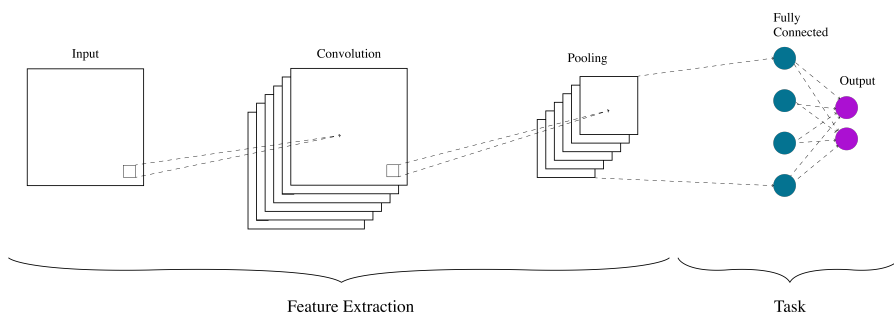 Input
Convolution
Pooling
Fully
Connected
Output
Feature Extraction
Task